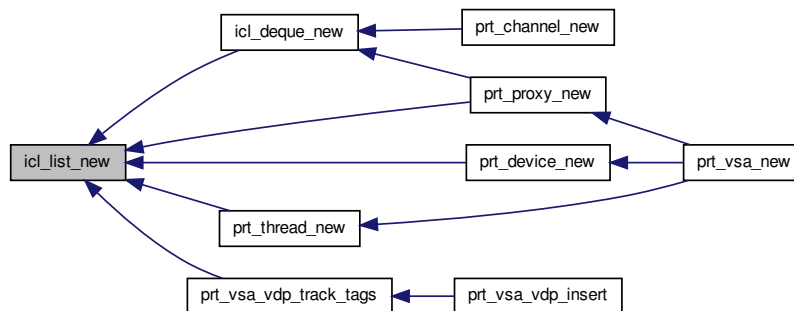 icl_deque_new
prt_channel_new
prt_proxy_new
icl_list_new
prt_device_new
prt_vsa_new
prt_thread_new
prt_vsa_vdp_track_tags
prt_vsa_vdp_insert